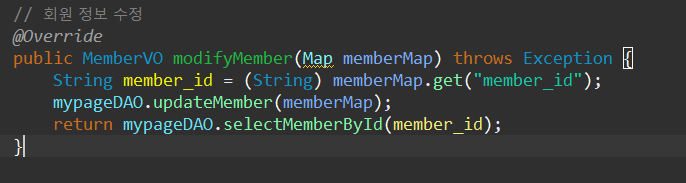 // 회원 정보 수정
@Override
public MemberVO modifyMember(Map memberMap) throws Exception {
    String member_id = (String) memberMap.get("member_id");
    mypageDAO.updateMember(memberMap);
    return mypageDAO.selectMemberById(member_id);
}